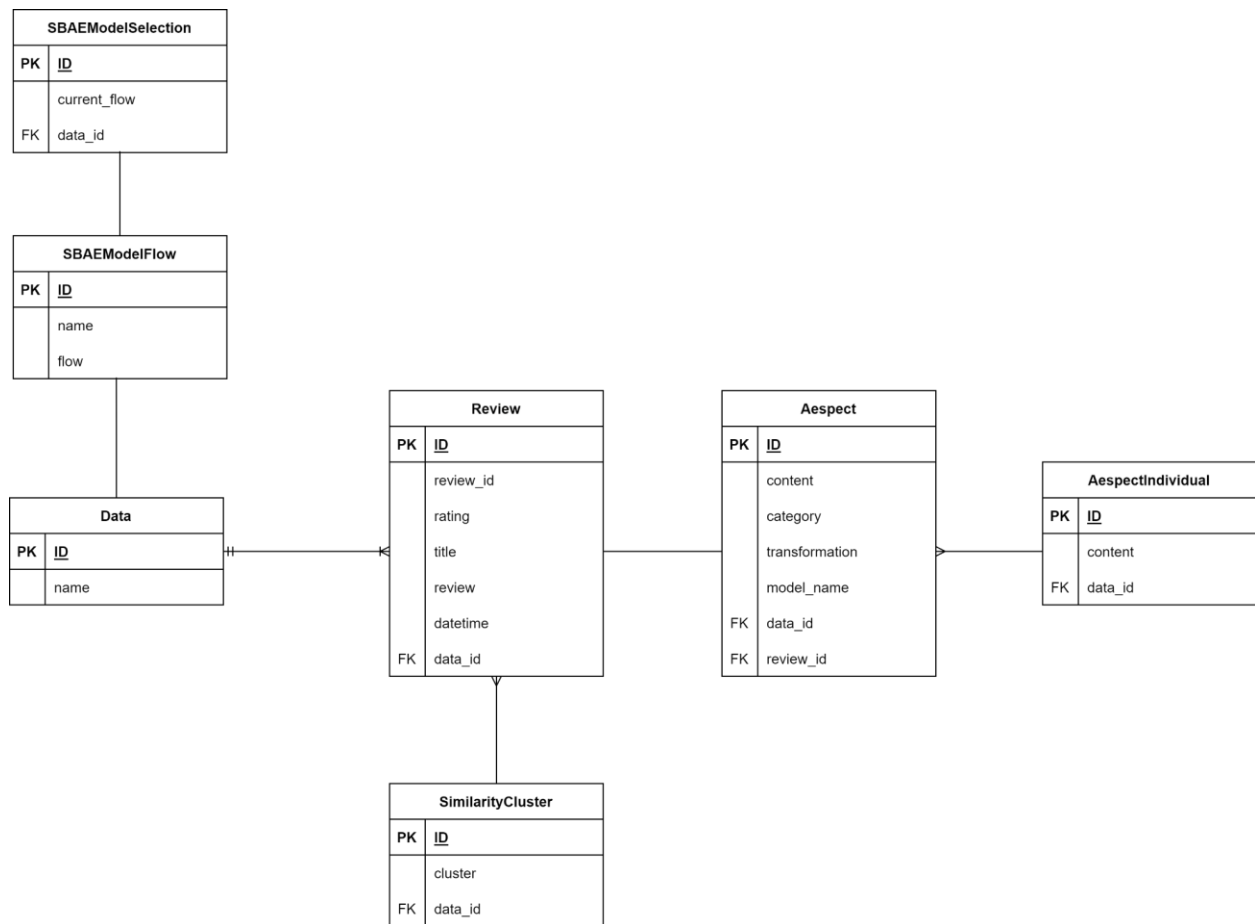 SBAEModelSelection
PK ID
current_flow
FK data_id
SBAEModelFlow
PK ID
name
flow
Data
PK ID
name
Review
PK ID
review_id
rating
title
review
datetime
FK data_id
Aespect
PK ID
content
category
transformation
model_name
FK data_id
FK review_id
AespectIndividual
PK ID
content
FK data_id
SimilarityCluster
PK ID
cluster
FK data_id